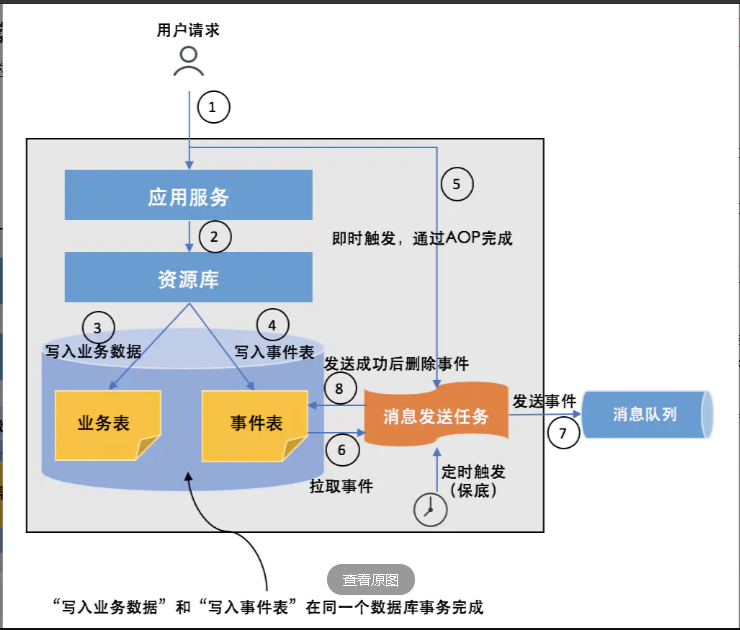 用户请求
1
应用服务
5
2
即时触发，通过AOP完成
资源库
3
4
写入业务数据
写入事件表
发送成功后删除事件
8
业务表
事件表
消息发送任务
发送事件
消息队列
7
6
拉取事件
定时触发
（保底）
查看原图
“写入业务数据”和“写入事件表”在同一个数据库事务完成